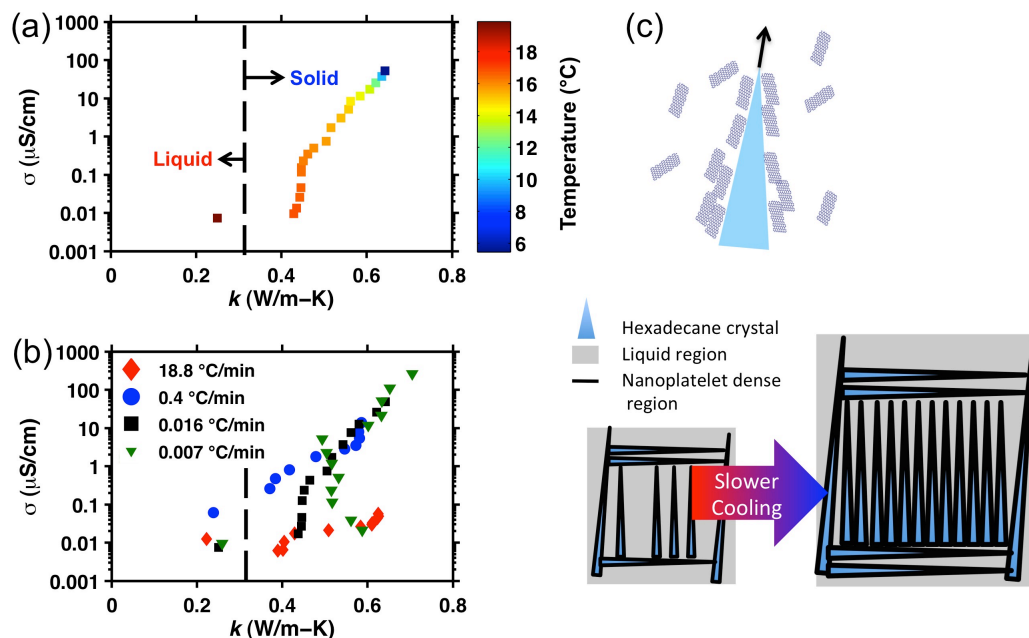 (a)
1000
100
10
1
0.1
0.01
0.001
σ (µS/cm)
Liquid
Solid
0
0.2
0.4
0.6
0.8
k (W/m−K)
18
16
14
12
10
8
6
Temperature (°C)
(b)
1000
100
10
1
0.1
0.01
0.001
σ (µS/cm)
18.8 °C/min
0.4 °C/min
0.016 °C/min
0.007 °C/min
0
0.2
0.4
0.6
0.8
k (W/m−K)
(c)
Hexadecane crystal
Liquid region
Nanoplatelet dense
region
Slower
Cooling